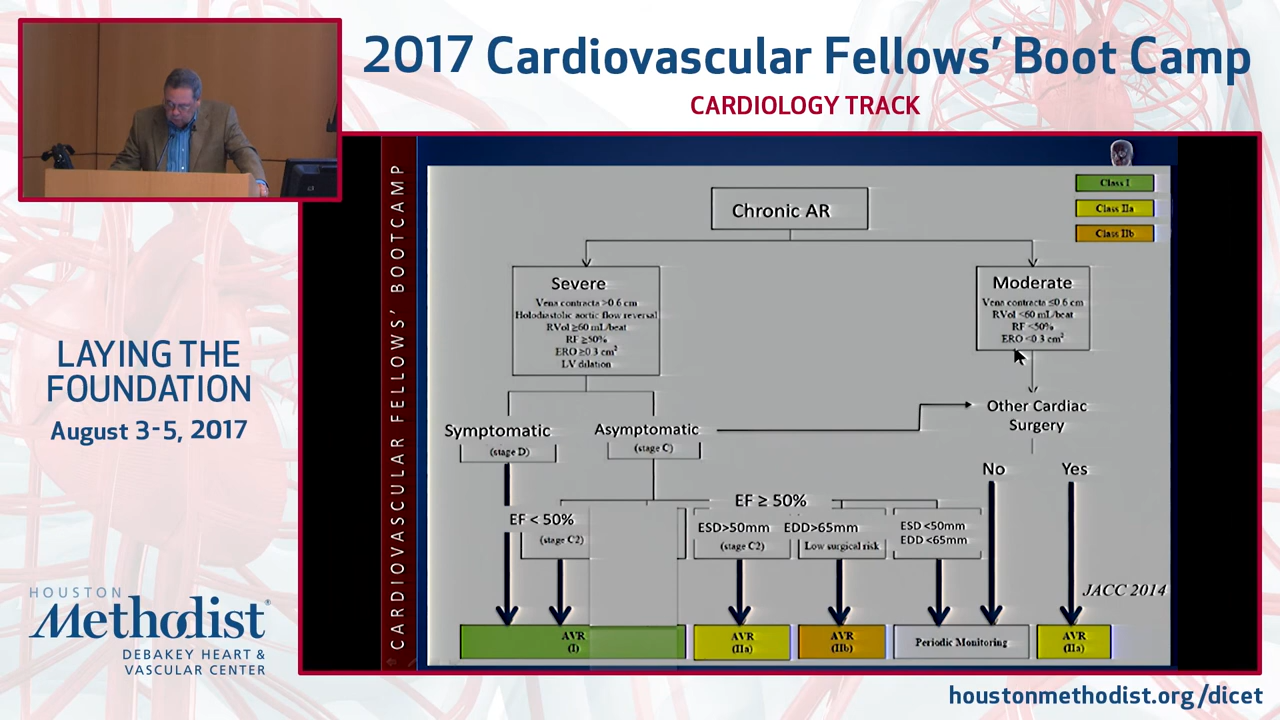 2017 Cardiovascular Fellows' Boot Camp
CARDIOLOGY TRACK
LAYING THE
FOUNDATION
August 3-5, 2017
HOUSTON
Methodist®
DEBAKEY HEART &
VASCULAR CENTER
CARDIOVASCULAR FELLOWS' BOOTCAMP
Class I
Class IIa
Class IIb
Chronic AR
Severe
Vena contracta >0.6 cm
Holodiastolic aortic flow reversal
RVol ≥60 mL/beat
RF ≥50%
ERO ≥0.3 cm²
LV dilation
Moderate
Vena contracta ≤0.6 cm
RVol <60 mL/beat
RF <50%
ERO <0.3 cm²
Symptomatic
(stage D)
Asymptomatic
(stage C)
Other Cardiac
Surgery
No
Yes
EF < 50%
(stage C2)
EF ≥ 50%
ESD>50mm
(stage C2)
EDD>65mm
Low surgical risk
ESD <50mm
EDD <65mm
JACC 2014
AVR
(I)
AVR
(IIa)
AVR
(IIb)
Periodic Monitoring
AVR
(IIa)
houstonmethodist.org/dicet